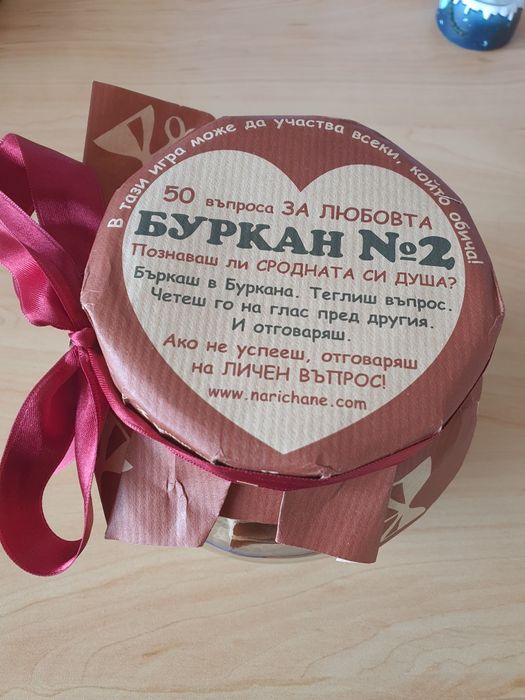 В тази игра може да участва всеки, който обича!
50 въпроса ЗА ЛЮБОВТА
БУРКАН №2
Познаваш ли СРОДНАТА СИ ДУША?
Бъркаш в Буркана. Теглиш въпрос.
Четеш го на глас пред другия.
И отговаряш.
Ако не успееш, отговаряш
на ЛИЧЕН ВЪПРОС!
www.narichane.com